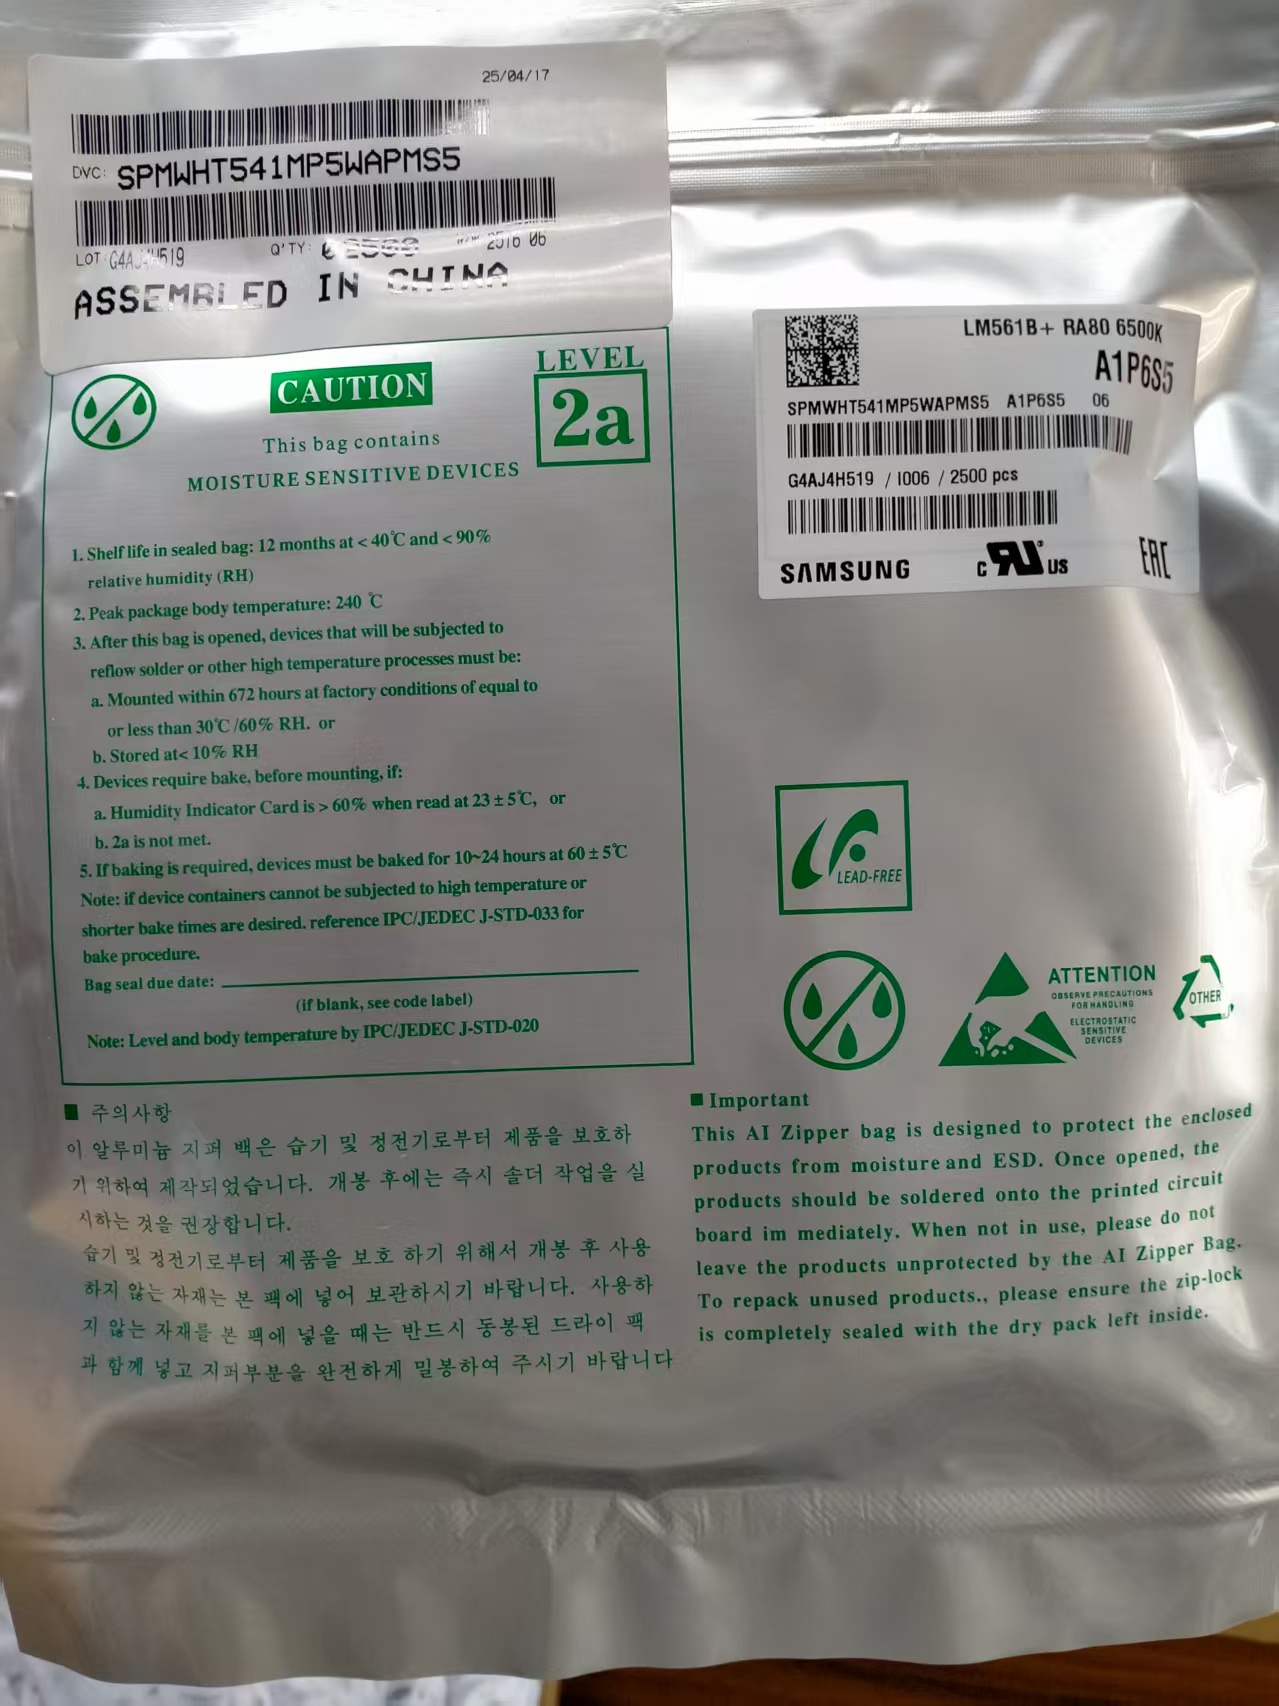 25/04/17
DVC: SPMWHT541MP5WAPMS5
LOT: G4AJ4H519 Q'TY: 2500 2516 06
ASSEMBLED IN CHINA
LM561B+ RA80 6500K
A1P6S5
SPMWHT541MP5WAPMS5 A1P6S5 06
G4AJ4H519 / I006 / 2500 pcs
SAMSUNG c RU us EAC
CAUTION
LEVEL
2a
This bag contains
MOISTURE SENSITIVE DEVICES
1. Shelf life in sealed bag: 12 months at < 40℃ and < 90%
relative humidity (RH)
2. Peak package body temperature: 240 ℃
3. After this bag is opened, devices that will be subjected to
reflow solder or other high temperature processes must be:
a. Mounted within 672 hours at factory conditions of equal to
or less than 30℃/60% RH. or
b. Stored at< 10% RH
4. Devices require bake, before mounting, if:
a. Humidity Indicator Card is > 60% when read at 23 ± 5℃, or
b. 2a is not met.
5. If baking is required, devices must be baked for 10~24 hours at 60 ± 5℃
Note: if device containers cannot be subjected to high temperature or
shorter bake times are desired. reference IPC/JEDEC J-STD-033 for
bake procedure.
Bag seal due date:
(if blank, see code label)
Note: Level and body temperature by IPC/JEDEC J-STD-020
LEAD-FREE
ATTENTION
OBSERVE PRECAUTIONS
FOR HANDLING
ELECTROSTATIC
SENSITIVE
DEVICES
OTHER
■ 주의사항
이 알루미늄 지퍼 백은 습기 및 정전기로부터 제품을 보호하
기 위하여 제작되었습니다. 개봉 후에는 즉시 솔더 작업을 실
시하는 것을 권장합니다.
습기 및 정전기로부터 제품을 보호 하기 위해서 개봉 후 사용
하지 않는 자재는 본 팩에 넣어 보관하시기 바랍니다. 사용하
지 않는 자재를 본 팩에 넣을 때는 반드시 동봉된 드라이 팩
과 함께 넣고 지퍼부분을 완전하게 밀봉하여 주시기 바랍니다
■ Important
This AI Zipper bag is designed to protect the enclosed
products from moisture and ESD. Once opened, the
products should be soldered onto the printed circuit
board im mediately. When not in use, please do not
leave the products unprotected by the AI Zipper Bag.
To repack unused products., please ensure the zip-lock
is completely sealed with the dry pack left inside.